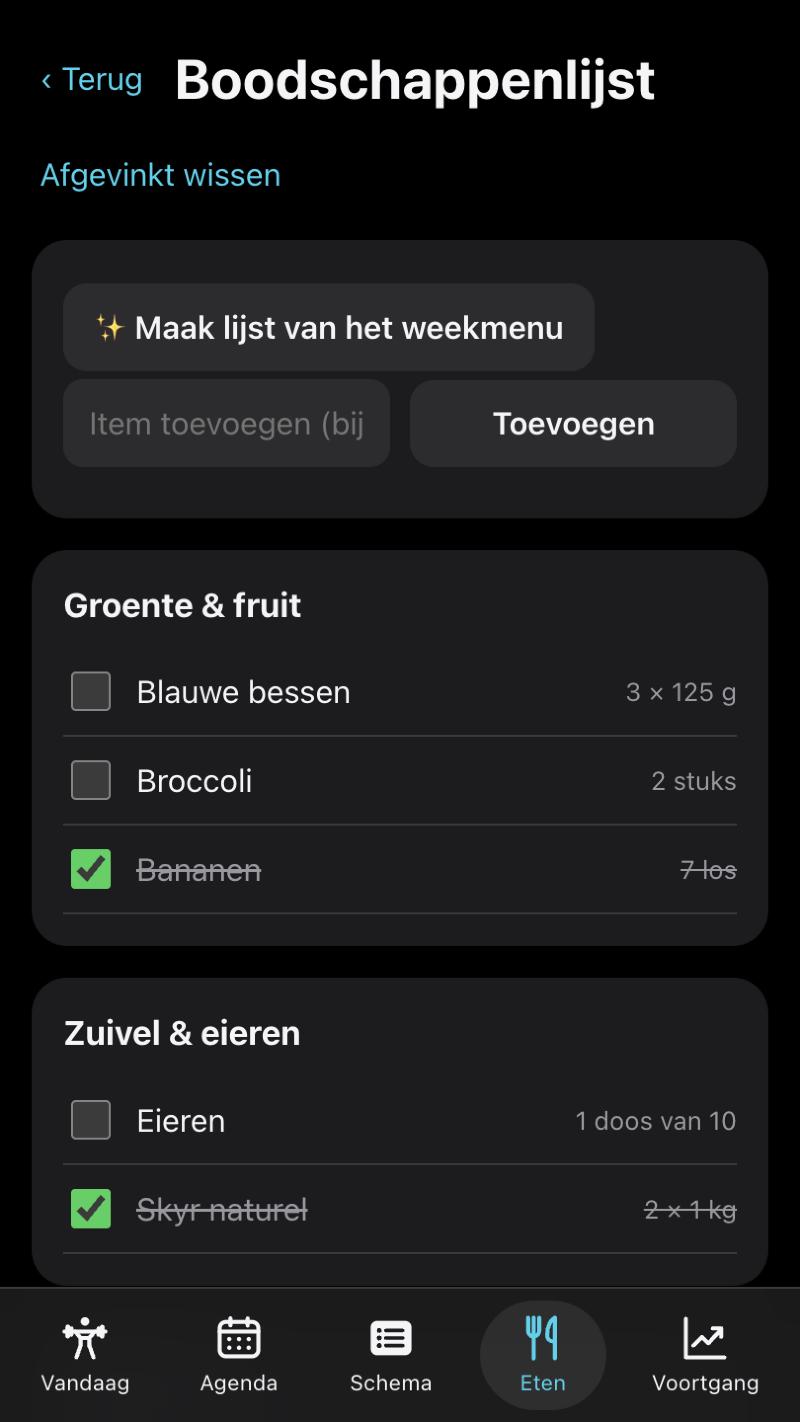 ‹ Terug Boodschappenlijst
Afgevinkt wissen
✨ Maak lijst van het weekmenu
Item toevoegen (bij
Toevoegen
Groente & fruit
Blauwe bessen 3 × 125 g
Broccoli 2 stuks
Bananen 7 los
Zuivel & eieren
Eieren 1 doos van 10
Skyr naturel 2 × 1 kg
Vandaag Agenda Schema Eten Voortgang